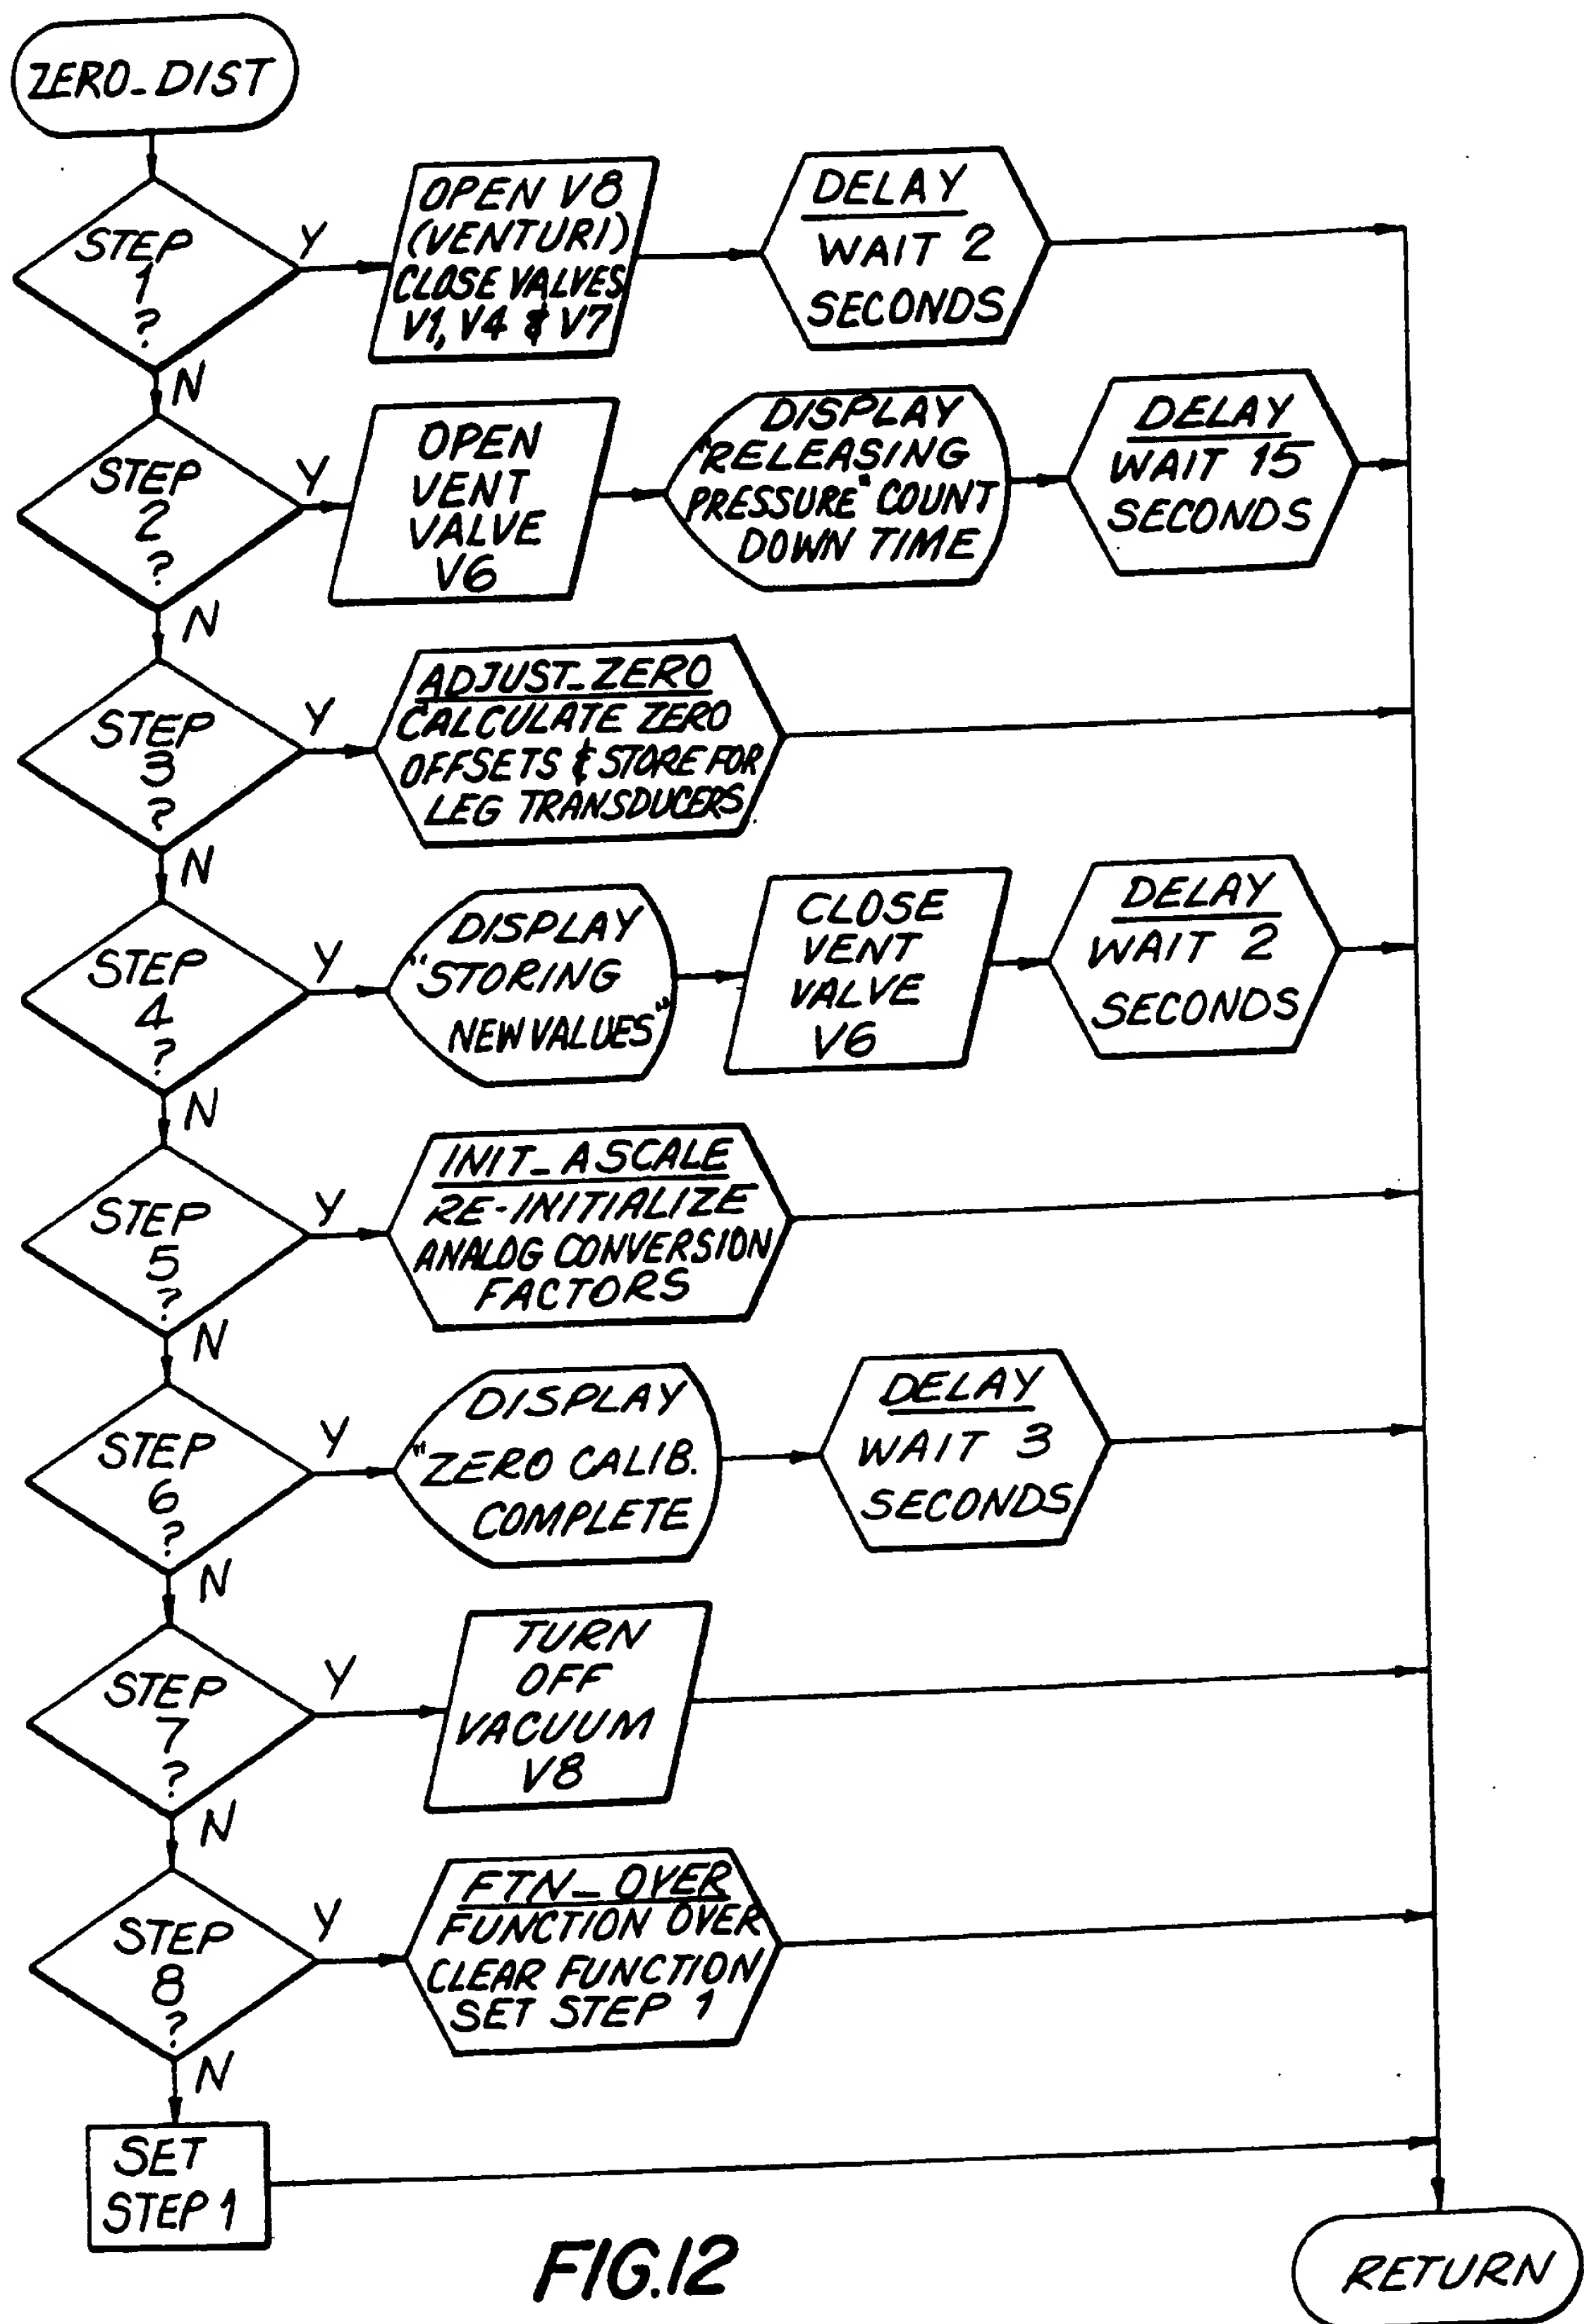 ZERO_DIST
STEP
1
?
Y
N
OPEN V8
(VENTURI)
CLOSE VALVES
V1, V4 & V7
DELAY
WAIT 2
SECONDS
STEP
2
?
Y
N
OPEN
VENT
VALVE
V6
DISPLAY
"RELEASING
PRESSURE" COUNT
DOWN TIME
DELAY
WAIT 15
SECONDS
STEP
3
?
Y
N
ADJUST_ZERO
CALCULATE ZERO
OFFSETS & STORE FOR
LEG TRANSDUCERS
STEP
4
?
Y
N
DISPLAY
"STORING
NEW VALUES"
CLOSE
VENT
VALVE
V6
DELAY
WAIT 2
SECONDS
STEP
5
?
Y
N
INIT_ASCALE
RE-INITIALIZE
ANALOG CONVERSION
FACTORS
STEP
6
?
Y
N
DISPLAY
"ZERO CALIB.
COMPLETE
DELAY
WAIT 3
SECONDS
STEP
7
?
Y
N
TURN
OFF
VACUUM
V8
STEP
8
?
Y
N
FTN_OVER
FUNCTION OVER
CLEAR FUNCTION
SET STEP 1
SET
STEP 1
RETURN
FIG.12